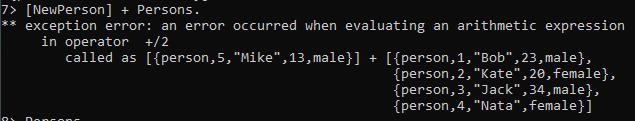 7> [NewPerson] + Persons.
** exception error: an error occurred when evaluating an arithmetic expression
in operator  +/2
called as [{person,5,"Mike",13,male}] + [{person,1,"Bob",23,male},
{person,2,"Kate",20,female},
{person,3,"Jack",34,male},
{person,4,"Nata",female}]
8> Persons